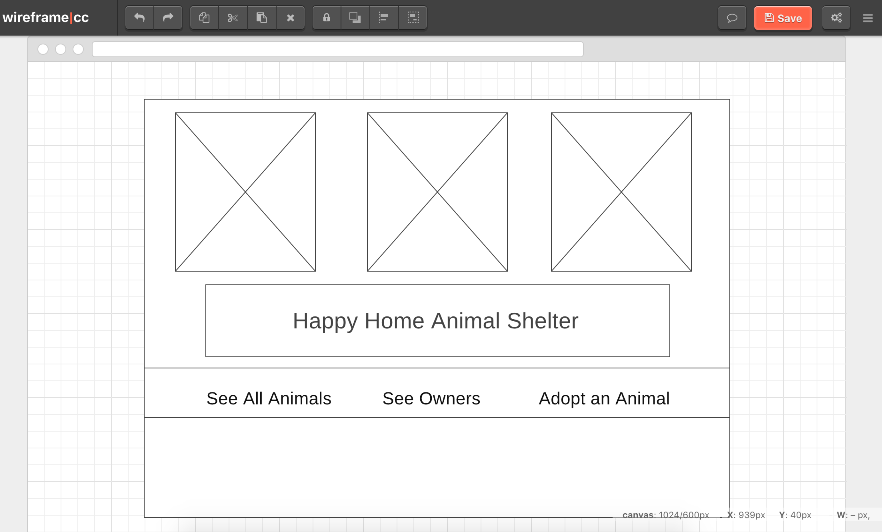 wireframe|cc
Save
Happy Home Animal Shelter
See All Animals See Owners Adopt an Animal
canvas: 1024/600px X: 939px Y: 40px W: – px,